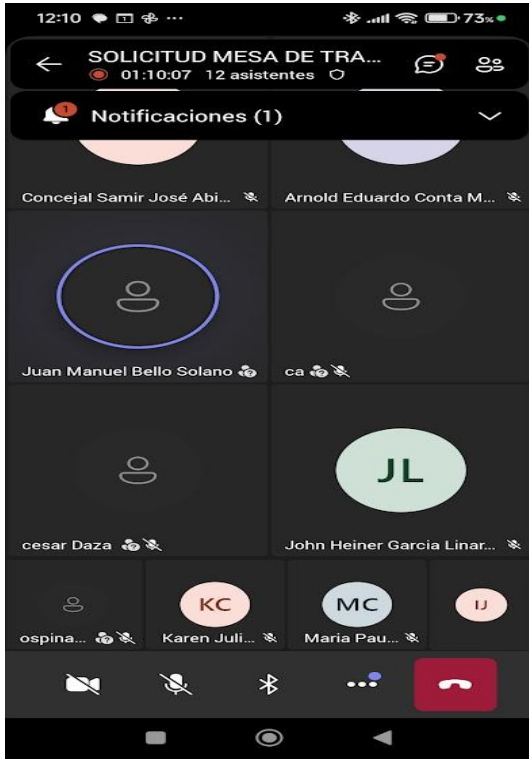 12:10 73%
SOLICITUD MESA DE TRA...
01:10:07 12 asistentes
1
Notificaciones (1)
Concejal Samir José Abi... Arnold Eduardo Conta M...
Juan Manuel Bello Solano ca
JL
cesar Daza John Heiner Garcia Linar...
KC MC IJ
ospina... Karen Juli... Maria Pau...